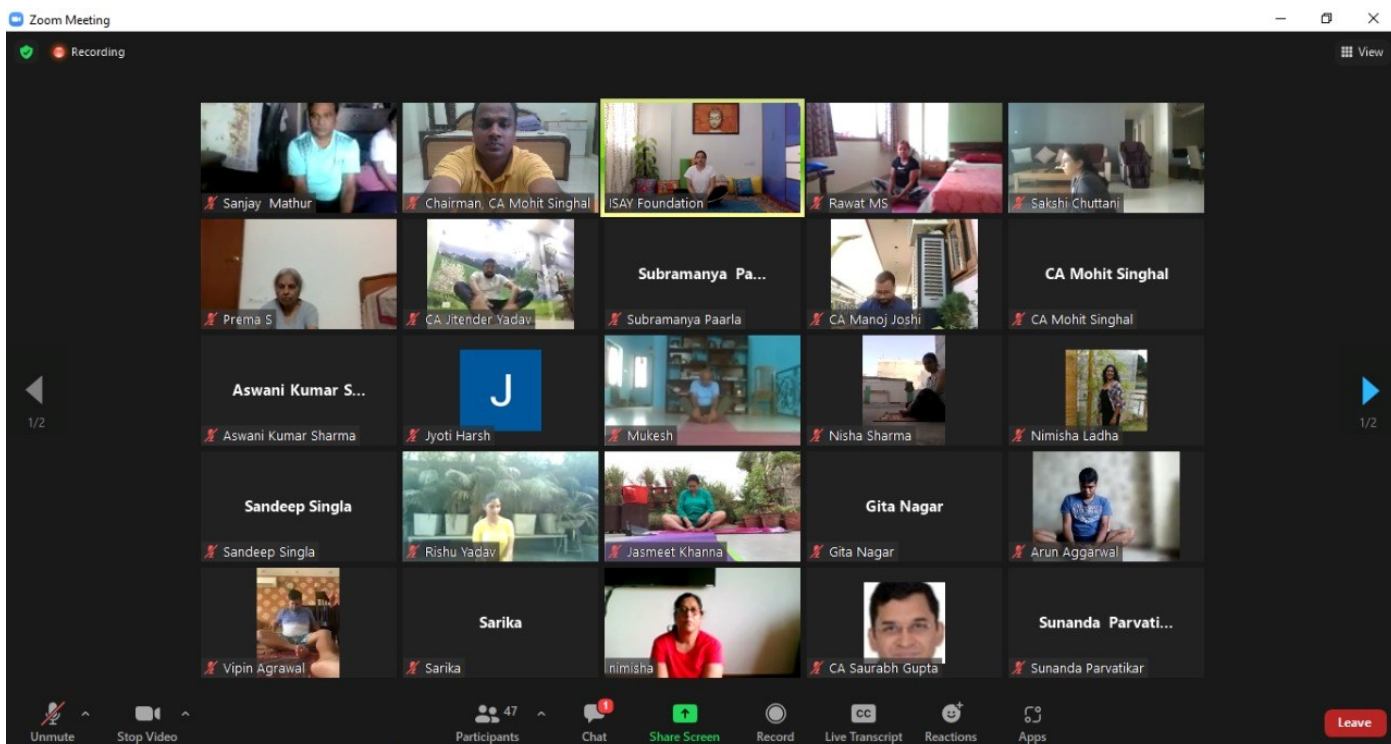 Zoom Meeting
Recording
View
Sanjay Mathur
Chairman, CA Mohit Singhal
ISAY Foundation
Rawat MS
Sakshi Chuttani
Prema S
CA Jitender Yadav
Subramanya Pa...
Subramanya Paarla
CA Manoj Joshi
CA Mohit Singhal
CA Mohit Singhal
Aswani Kumar S...
Aswani Kumar Sharma
J
Jyoti Harsh
Mukesh
Nisha Sharma
Nimisha Ladha
1/2
1/2
Sandeep Singla
Sandeep Singla
Rishu Yadav
Jasmeet Khanna
Gita Nagar
Gita Nagar
Arun Aggarwal
Vipin Agrawal
Sarika
Sarika
nimisha
CA Saurabh Gupta
Sunanda Parvati...
Sunanda Parvatikar
Unmute
Stop Video
47
Participants
1
Chat
Share Screen
Record
CC
Live Transcript
Reactions
Apps
Leave